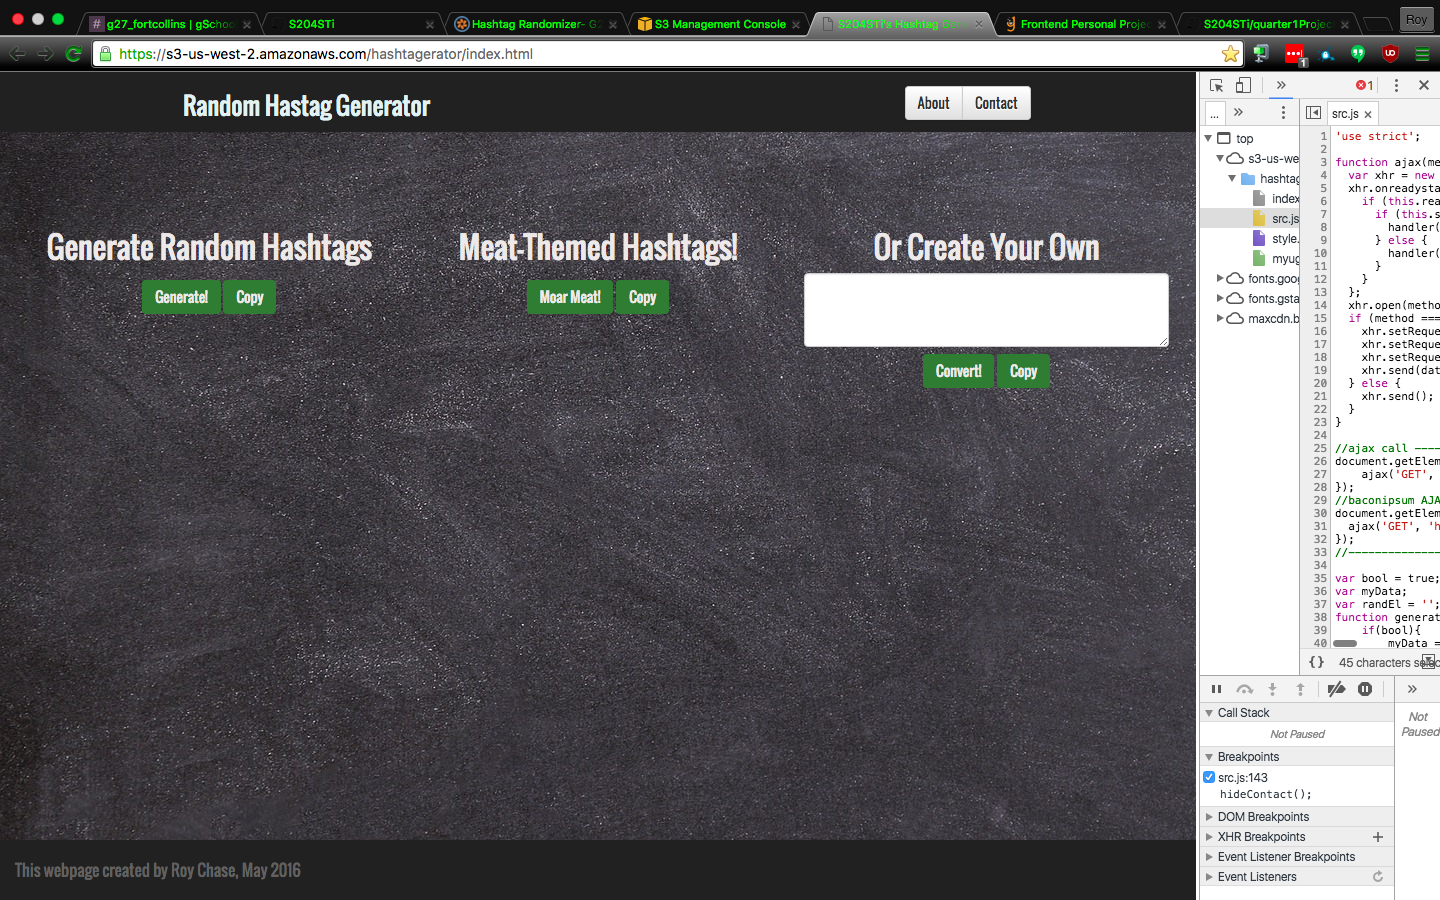 g27_fortcollins | gScho
S204STi
Hashtag Randomizer- G2
S3 Management Console
S204STi's Hashtag Ge
Frontend Personal Projec
S204STi/quarter1Projec
Roy
https://s3-us-west-2.amazonaws.com/hashtagerator/index.html
1
Random Hastag Generator
About
Contact
Generate Random Hashtags
Generate!
Copy
Meat-Themed Hashtags!
Moar Meat!
Copy
Or Create Your Own
Convert!
Copy
This webpage created by Roy Chase, May 2016
1
...
src.js
top
s3-us-we
hashtag
index
src.js
style.
myug
fonts.goo
fonts.gsta
maxcdn.b
1 'use strict';
2
3 function ajax(me
4 var xhr = new
5 xhr.onreadysta
6 if (this.rea
7 if (this.s
8 handler(
9 } else {
10 handler(
11 }
12 }
13 };
14 xhr.open(metho
15 if (method ===
16 xhr.setReque
17 xhr.setReque
18 xhr.setReque
19 xhr.send(dat
20 } else {
21 xhr.send();
22 }
23 }
24
25 //ajax call ----
26 document.getElem
27 ajax('GET',
28 });
29 //baconipsum AJA
30 document.getElem
31 ajax('GET', 'h
32 });
33 //--------------
34
35 var bool = true;
36 var myData;
37 var randEl = '';
38 function generat
39 if(bool){
40 myData =
{} 45 characters selec
Call Stack
Not Paused
Breakpoints
src.js:143
hideContact();
DOM Breakpoints
XHR Breakpoints
Event Listener Breakpoints
Event Listeners
Not
Paused